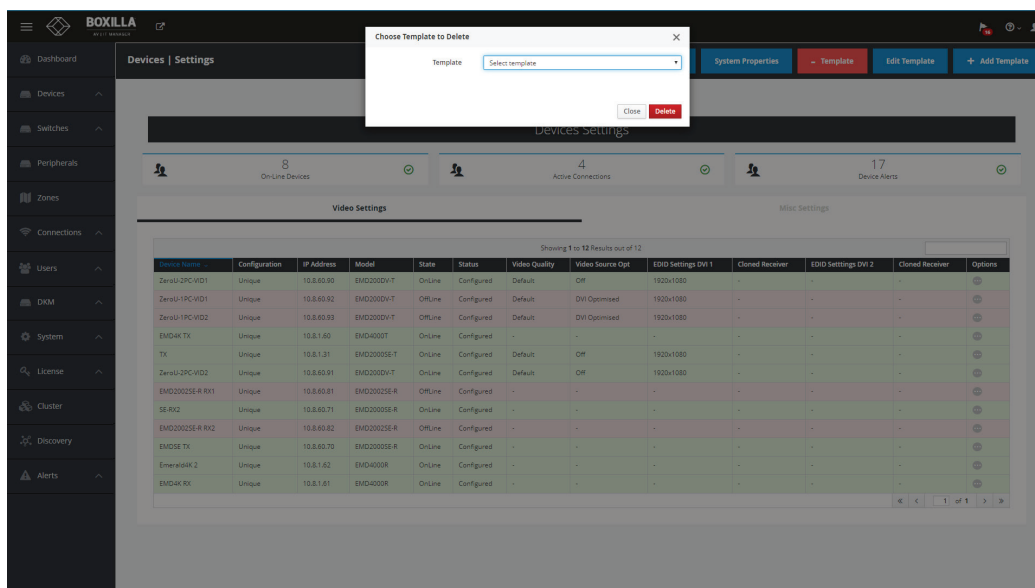 BOXILLA
Choose Template to Delete
Template Select template
Close Delete
16
Dashboard
Devices
Switches
Peripherals
Zones
Connections
Users
DKM
System
License
Cluster
Discovery
Alerts
Devices | Settings
System Properties - Template Edit Template + Add Template
Devices Settings
8 4 17
On-Line Devices Active Connections Device Alerts
Video Settings Misc Settings
Showing 1 to 12 Results out of 12
Device Name Configuration IP Address Model State Status Video Quality Video Source Opt EDID Settings DVI 1 Cloned Receiver EDID Setttings DVI 2 Cloned Receiver Options
ZeroU-2PC-VID1 Unique 10.8.60.90 EMD200DV-T OnLine Configured Default Off 1920x1080 - - -
ZeroU-1PC-VID1 Unique 10.8.60.92 EMD200DV-T OffLine Configured Default DVI Optimised 1920x1080 - - -
ZeroU-1PC-VID2 Unique 10.8.60.93 EMD200DV-T OffLine Configured Default DVI Optimised 1920x1080 - - -
EMD4K TX Unique 10.8.1.60 EMD4000T OnLine Configured - - - - - -
TX Unique 10.8.1.31 EMD2000SE-T OnLine Configured Default Off 1920x1080 - - -
ZeroU-2PC-VID2 Unique 10.8.60.91 EMD200DV-T OnLine Configured Default Off 1920x1080 - - -
EMD2002SE-R RX1 Unique 10.8.60.81 EMD2002SE-R OffLine Configured - - - - - -
SE-RX2 Unique 10.8.60.71 EMD2000SE-R OnLine Configured - - - - - -
EMD2002SE-R RX2 Unique 10.8.60.82 EMD2002SE-R OffLine Configured - - - - - -
EMDSE TX Unique 10.8.60.70 EMD2000SE-R OnLine Configured - - - - - -
Emerald4K 2 Unique 10.8.1.62 EMD4000R OnLine Configured - - - - - -
EMD4K RX Unique 10.8.1.61 EMD4000R OnLine Configured - - - - - -
1 of 1